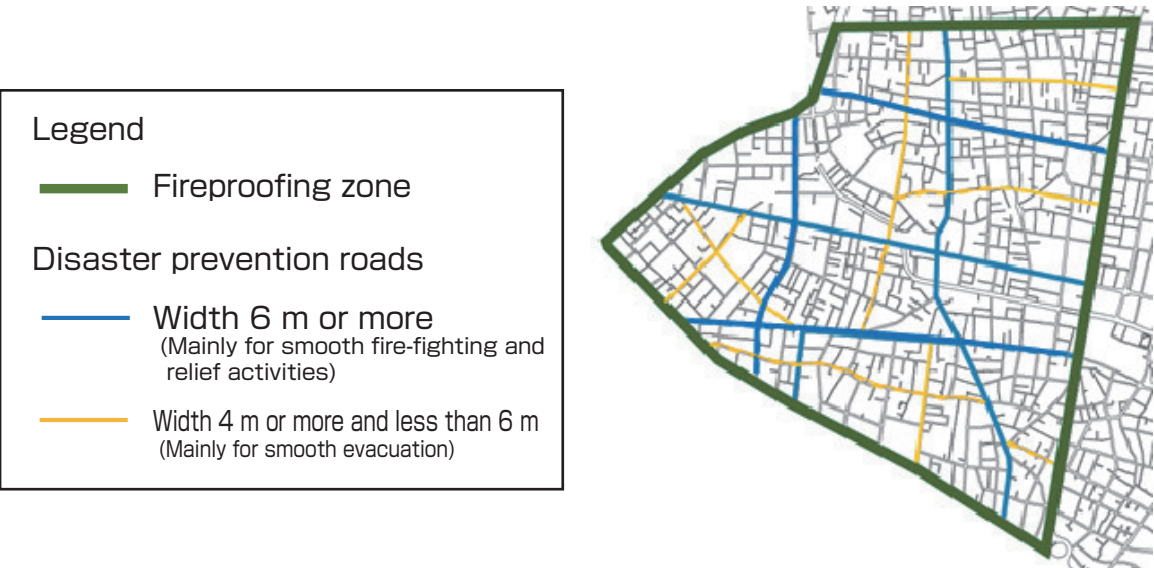 Legend
Fireproofing zone
Disaster prevention roads
Width 6 m or more
(Mainly for smooth fire-fighting and
relief activities)
Width 4 m or more and less than 6 m
(Mainly for smooth evacuation)